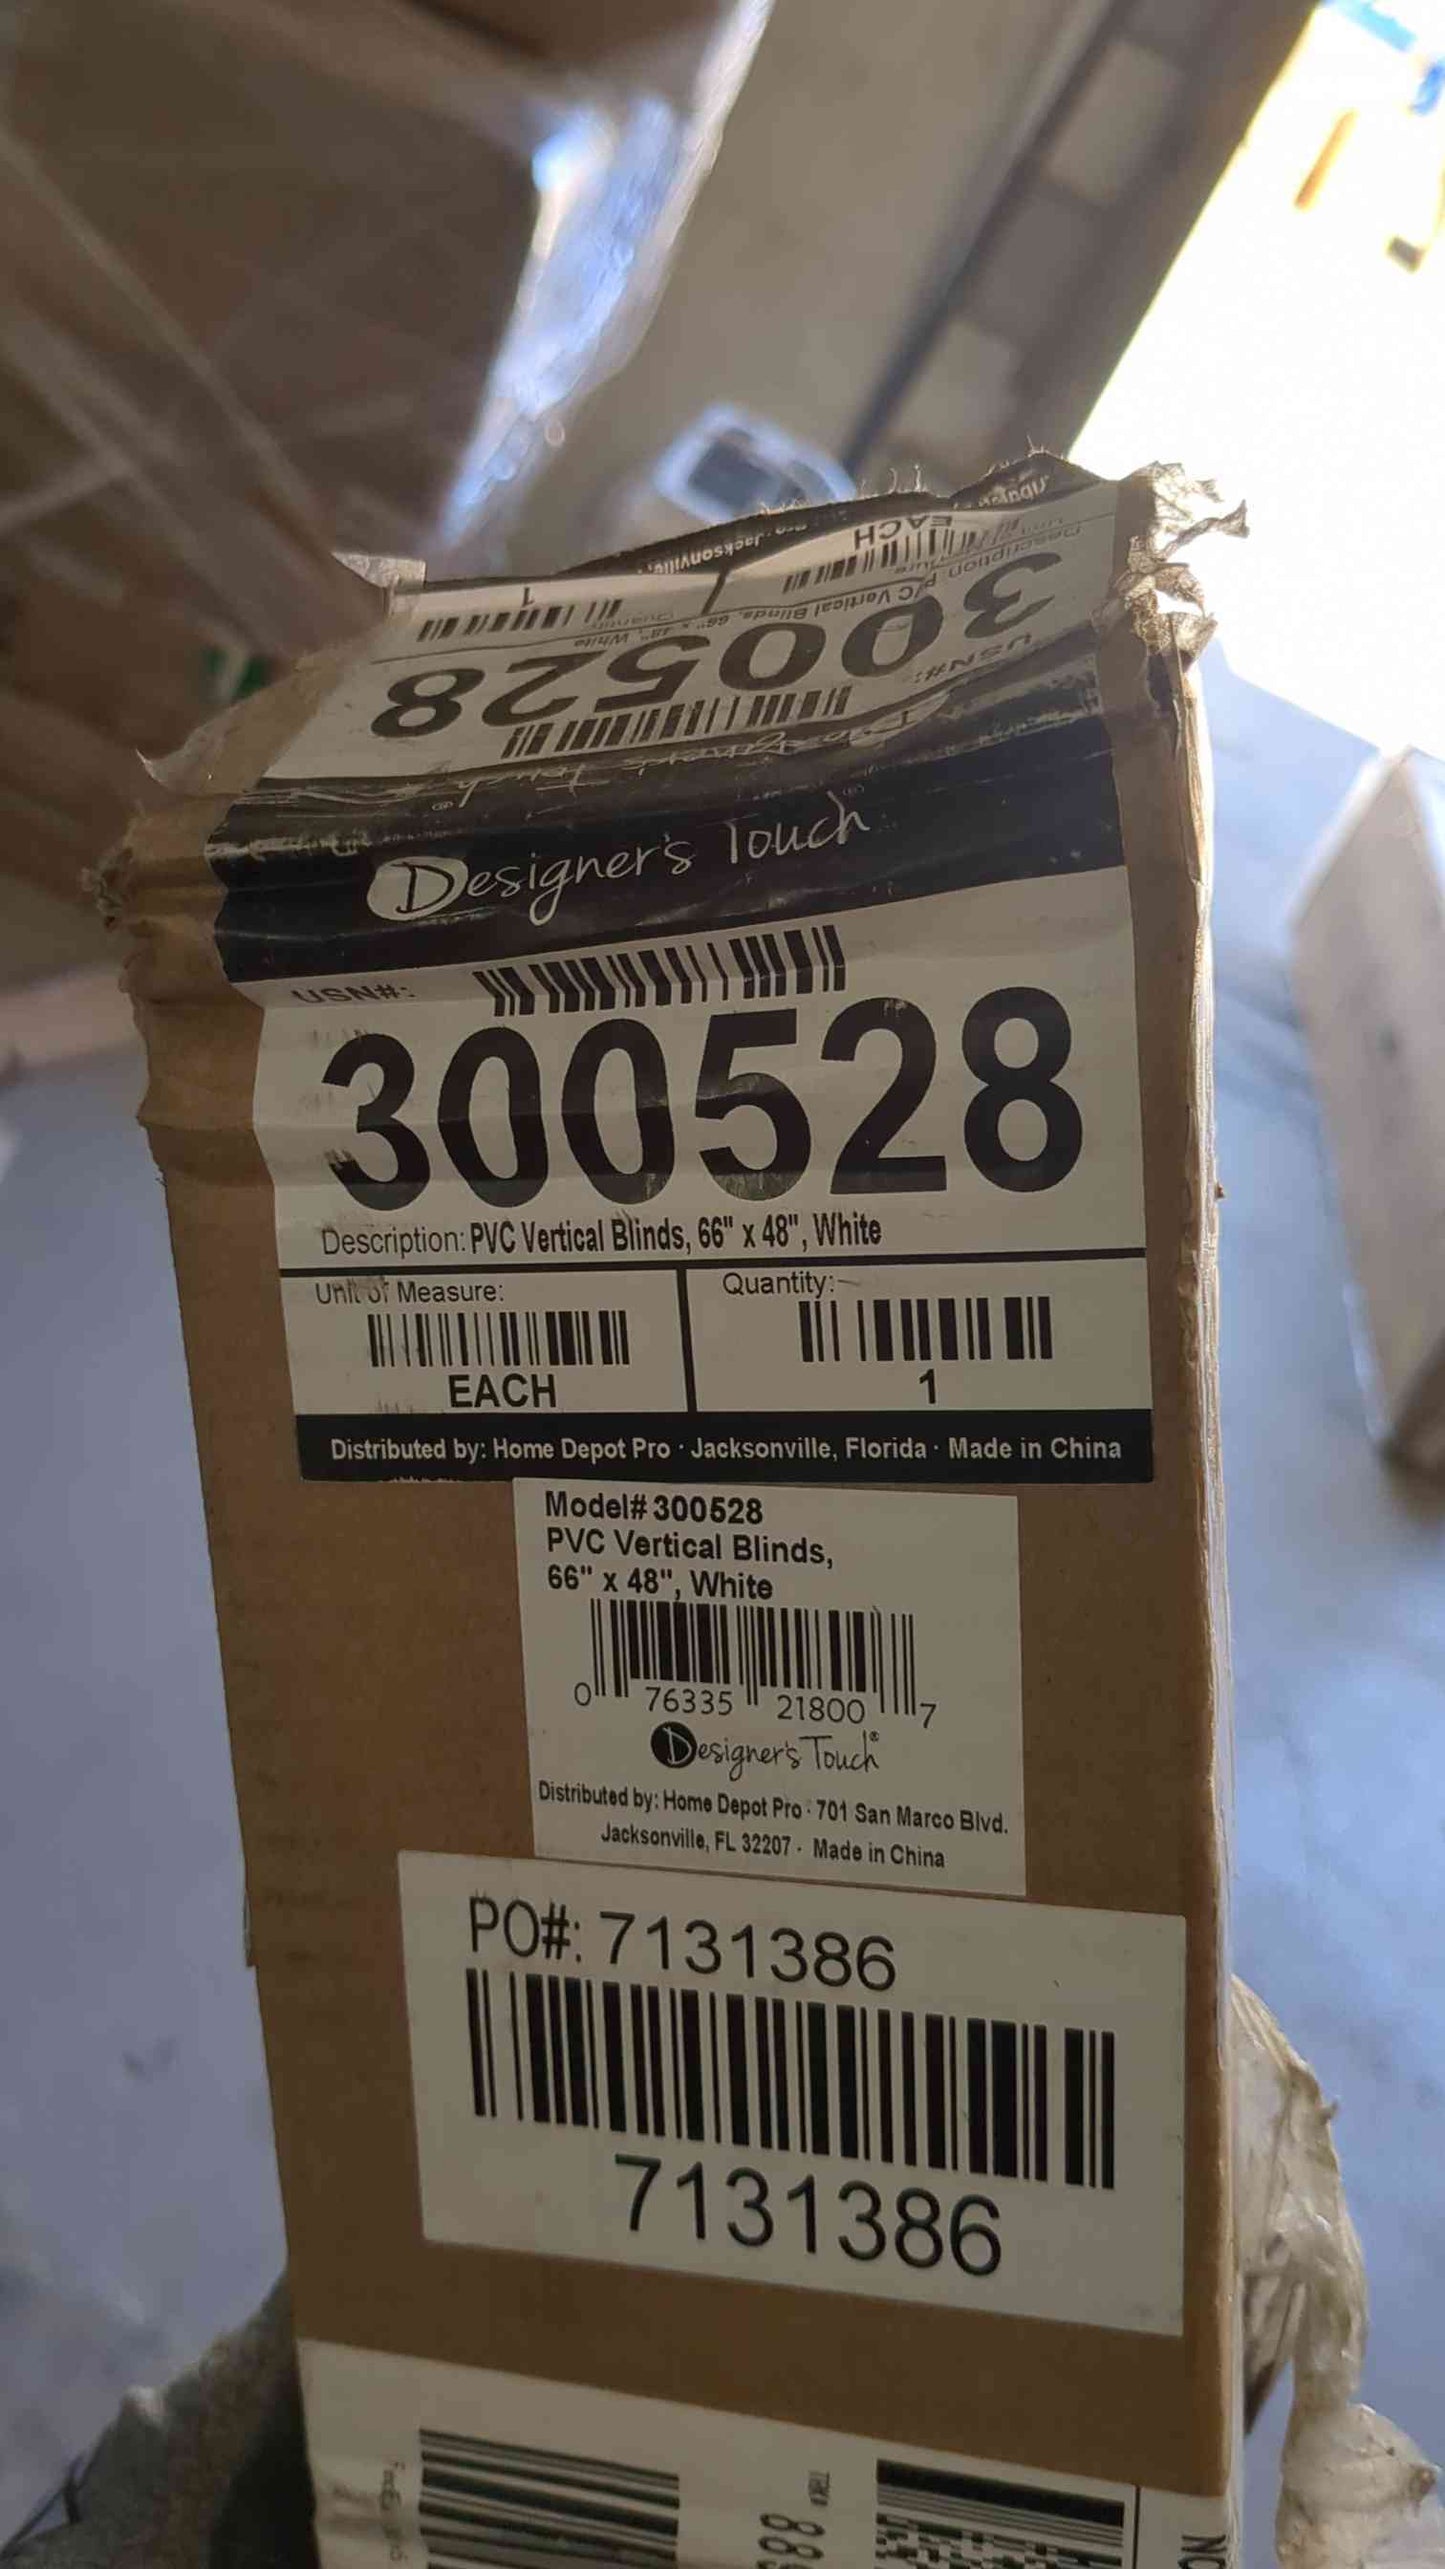 EACH
1
Description: PVC Vertical Blinds, 66" x 48", White
300528
USN#:
Designer's Touch
USN#:
300528
Description: PVC Vertical Blinds, 66" x 48", White
Unit of Measure:
Quantity:
EACH
1
Distributed by: Home Depot Pro · Jacksonville, Florida · Made in China
Model# 300528
PVC Vertical Blinds,
66" x 48", White
0 76335 21800 7
Designer's Touch®
Distributed by: Home Depot Pro · 701 San Marco Blvd.
Jacksonville, FL 32207 · Made in China
PO#: 7131386
7131386